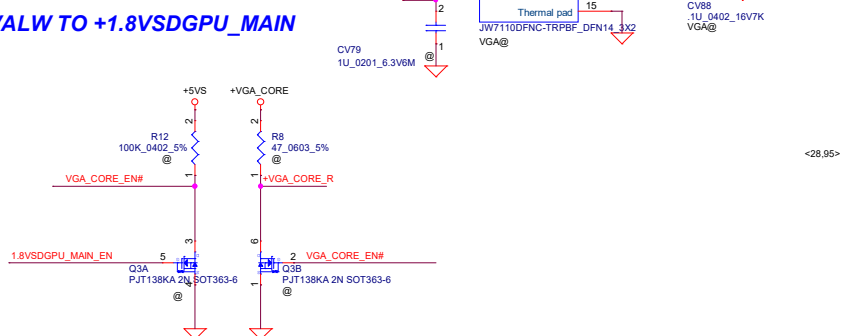 VALW TO +1.8VSDGPU_MAIN
2
1
@
CV79
1U_0201_6.3V6M
Thermal pad
15
JW7110DFNC-TRPBF_DFN14_3X2
VGA@
CV88
.1U_0402_16V7K
VGA@
+5VS
+VGA_CORE
2
2
R12
100K_0402_5%
@
R8
47_0603_5%
@
1
1
VGA_CORE_EN#
+VGA_CORE_R
<28,95>
3
6
1.8VSDGPU_MAIN_EN
5
2
VGA_CORE_EN#
Q3A
PJT138KA 2N SOT363-6
@
4
Q3B
PJT138KA 2N SOT363-6
@
1